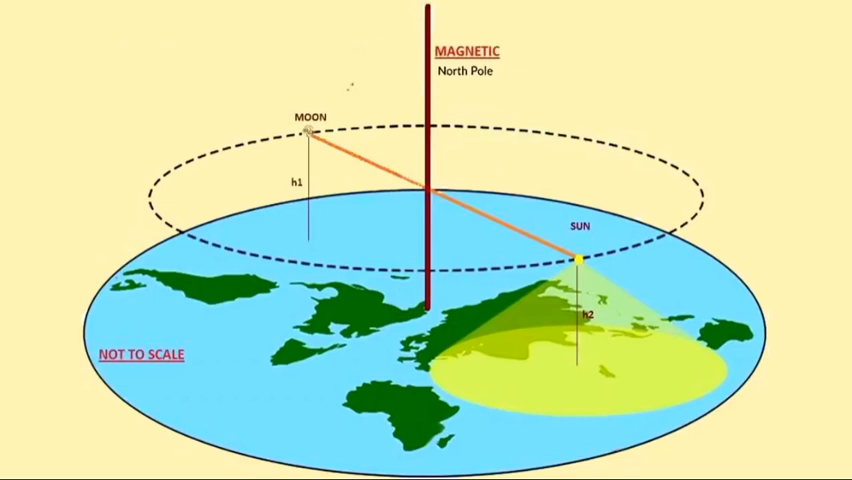 MAGNETIC
North Pole
MOON
h1
SUN
h2
NOT TO SCALE